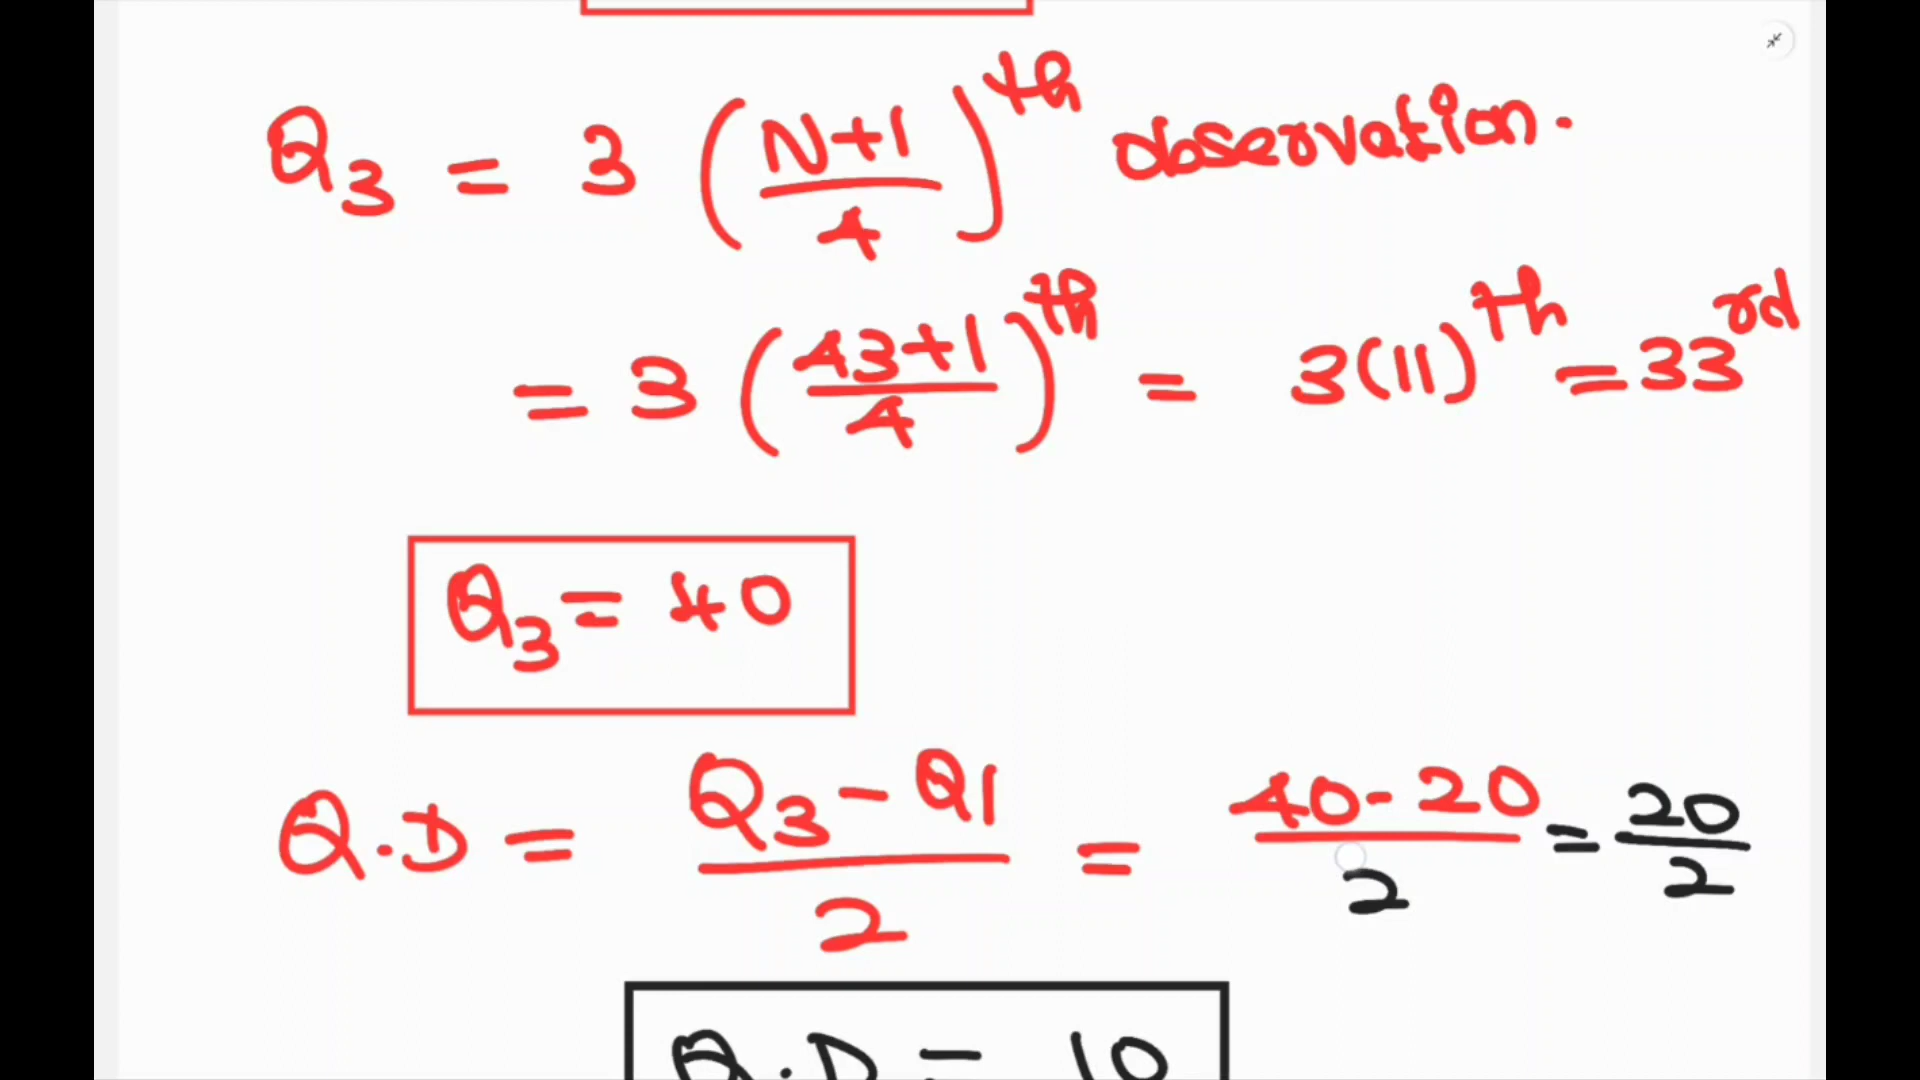 Q3 = 3 (N+1/4)th observation.
= 3 (43+1/4)th = 3(11)th = 33rd
Q3 = 40
Q.D = Q3 - Q1/2 = 40-20/2 = 20/2
Q.D = 10